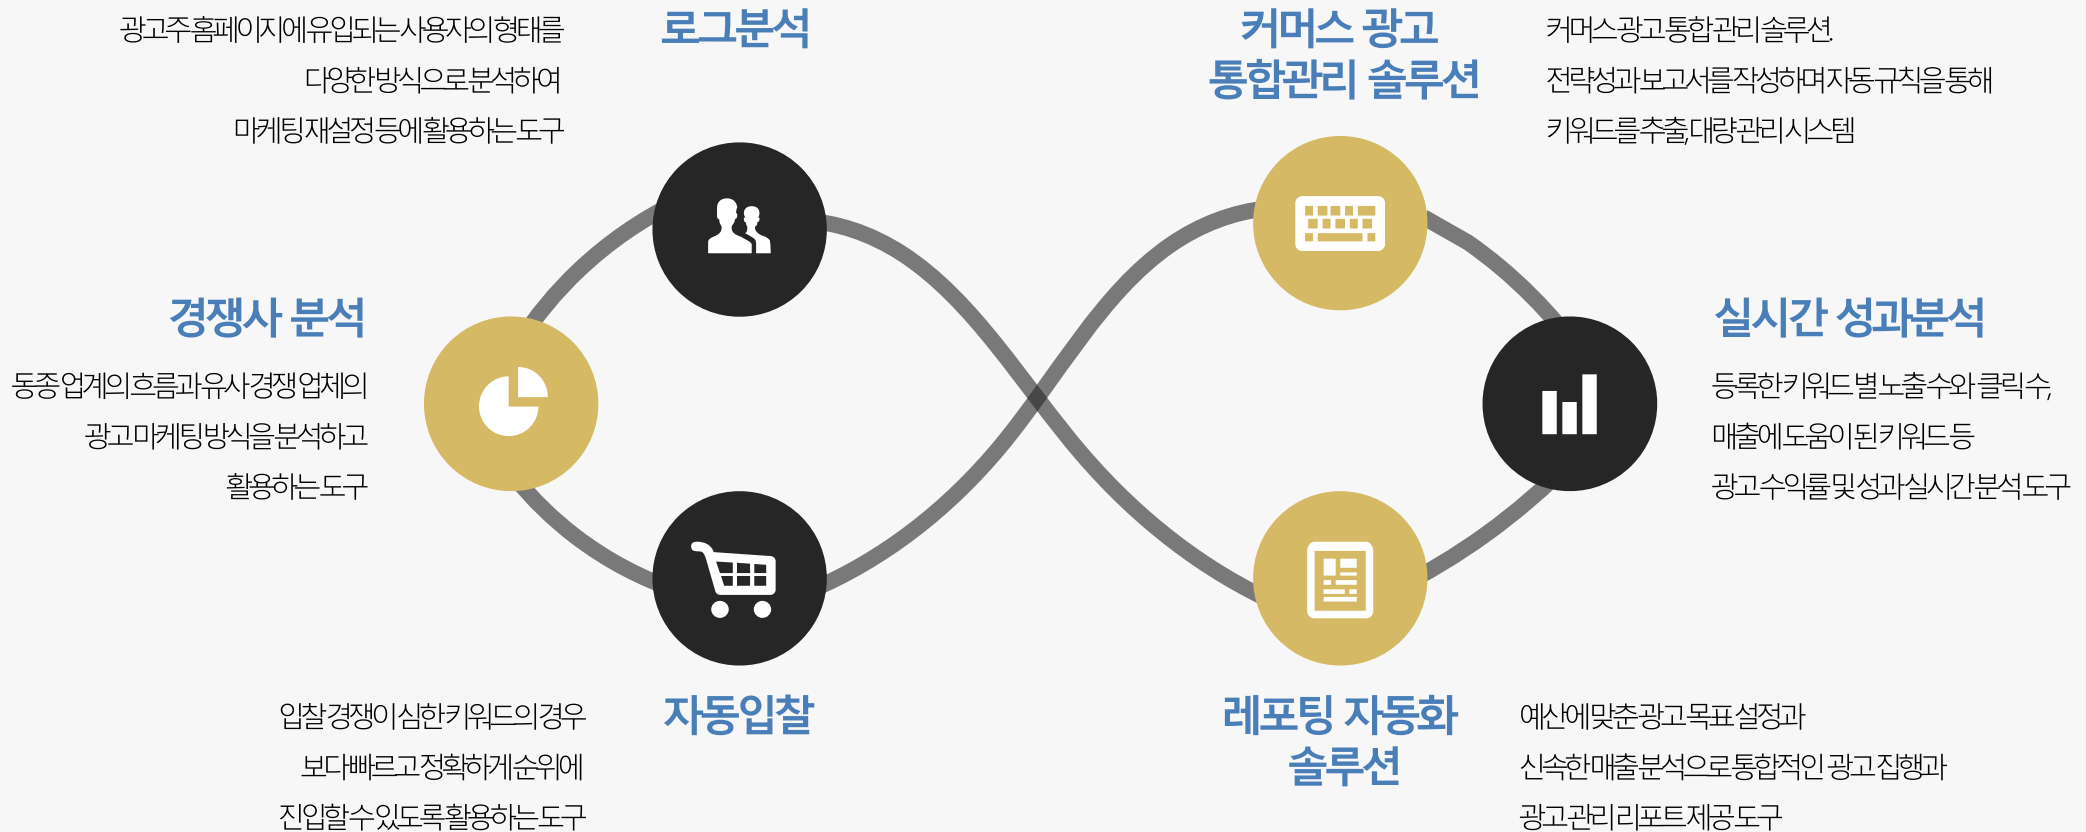 로그분석
광고주 홈페이지에 유입되는 사용자의 형태를
다양한 방식으로 분석하여
마케팅 재설정 등에 활용하는 도구
커머스 광고
통합관리 솔루션
커머스 광고 통합 관리 솔루션.
전략성과 보고서를 작성하며 자동 규칙을 통해
키워드를 추출, 대량 관리 시스템
경쟁사 분석
동종 업계의 흐름과 유사 경쟁 업체의
광고 마케팅 방식을 분석하고
활용하는 도구
실시간 성과분석
등록한 키워드 별 노출 수와 클릭 수,
매출에 도움이 된 키워드 등
광고 수익률 및 성과 실시간 분석 도구
자동입찰
입찰 경쟁이 심한 키워드의 경우
보다 빠르고 정확하게 순위에
진입할 수 있도록 활용하는 도구
레포팅 자동화
솔루션
예산에 맞춘 광고 목표 설정과
신속한 매출 분석으로 통합적인 광고 집행과
광고 관리 리포트 제공 도구